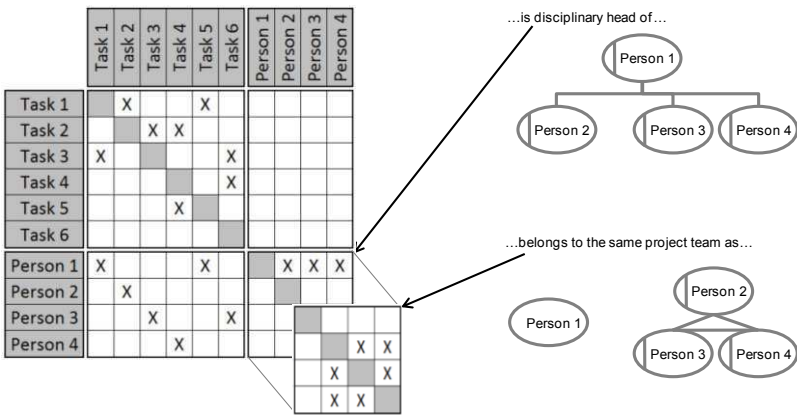 Task 1 Task 2 Task 3 Task 4 Task 5 Task 6 Person 1 Person 2 Person 3 Person 4
Task 1 X X
Task 2 X X
Task 3 X X
Task 4 X
Task 5 X
Task 6
Person 1 X X X X X
Person 2 X
Person 3 X X
Person 4 X
X X
X X
X X
…is disciplinary head of…
Person 1
Person 2 Person 3 Person 4
…belongs to the same project team as…
Person 1
Person 2
Person 3 Person 4